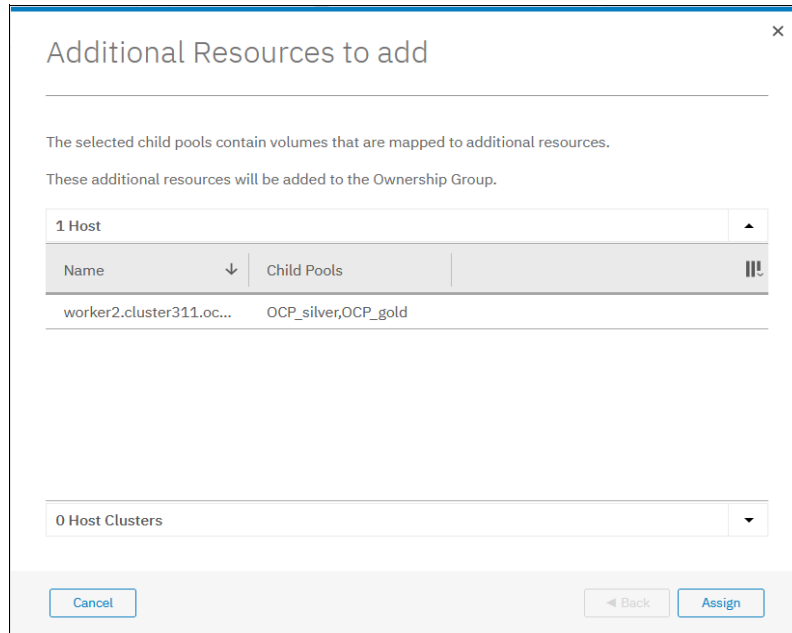 Additional Resources to add
The selected child pools contain volumes that are mapped to additional resources.
These additional resources will be added to the Ownership Group.
1 Host
Name Child Pools
worker2.cluster311.oc... OCP_silver,OCP_gold
0 Host Clusters
Cancel Back Assign